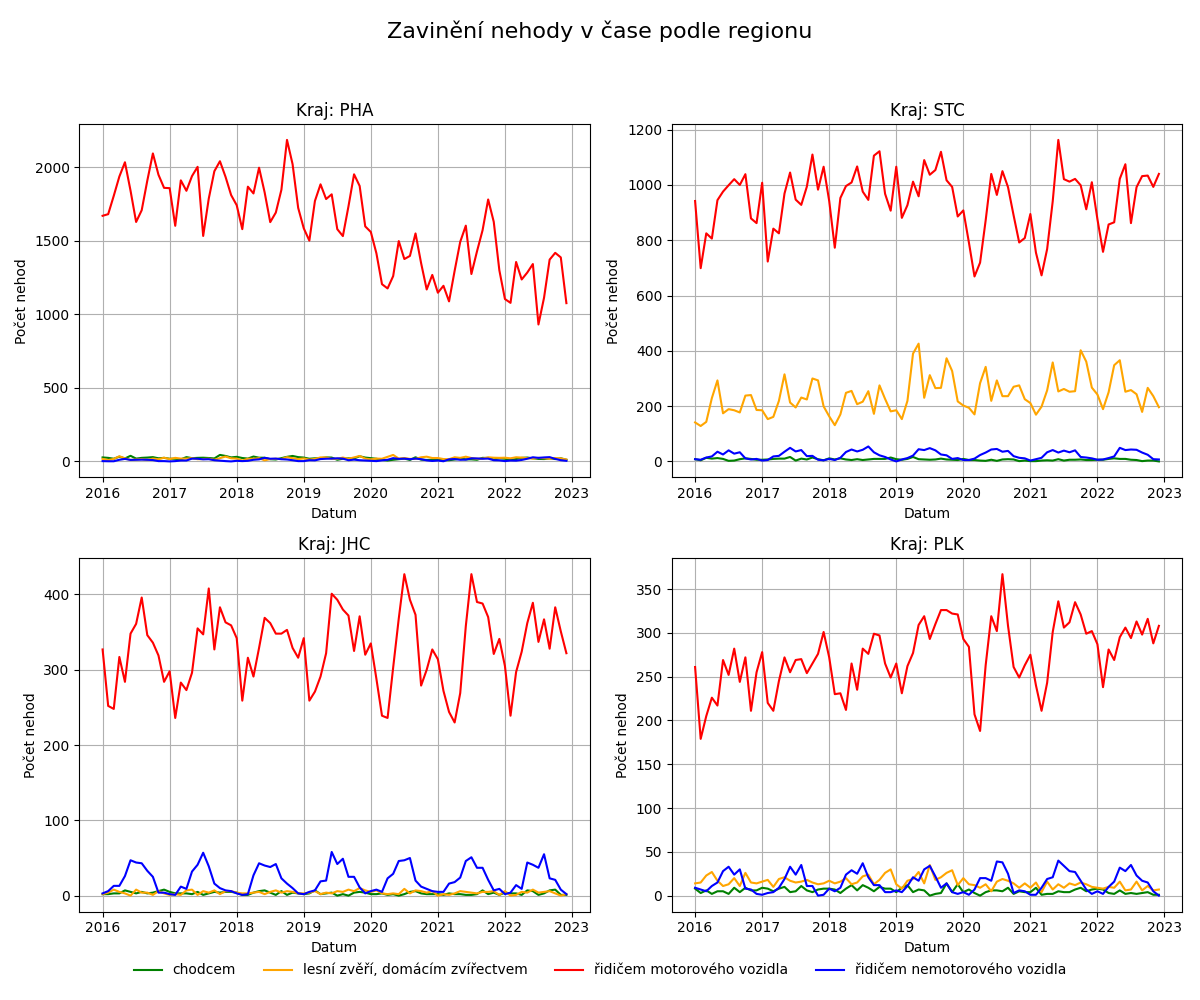 Zavinění nehody v čase podle regionu
Kraj: PHA
2000
1500
1000
500
0
Počet nehod
2016 2017 2018 2019 2020 2021 2022 2023
Datum
Kraj: STC
1200
1000
800
600
400
200
0
Počet nehod
2016 2017 2018 2019 2020 2021 2022 2023
Datum
Kraj: JHC
400
300
200
100
0
Počet nehod
2016 2017 2018 2019 2020 2021 2022 2023
Datum
Kraj: PLK
350
300
250
200
150
100
50
0
Počet nehod
2016 2017 2018 2019 2020 2021 2022 2023
Datum
chodcem lesní zvěří, domácím zvířectvem řidičem motorového vozidla řidičem nemotorového vozidla